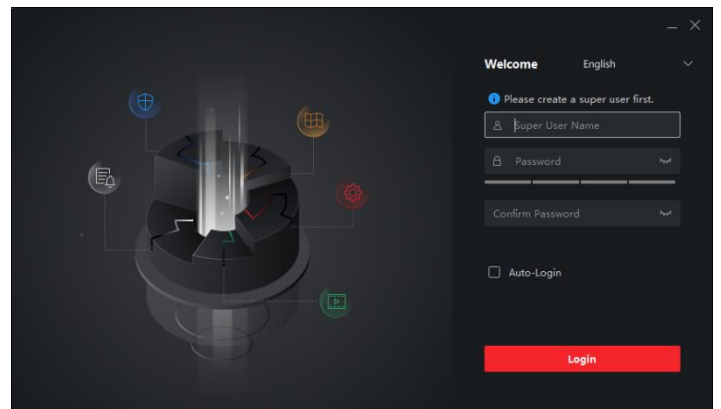 Welcome English
Please create a super user first.
Super User Name
Password
Confirm Password
Auto-Login
Login